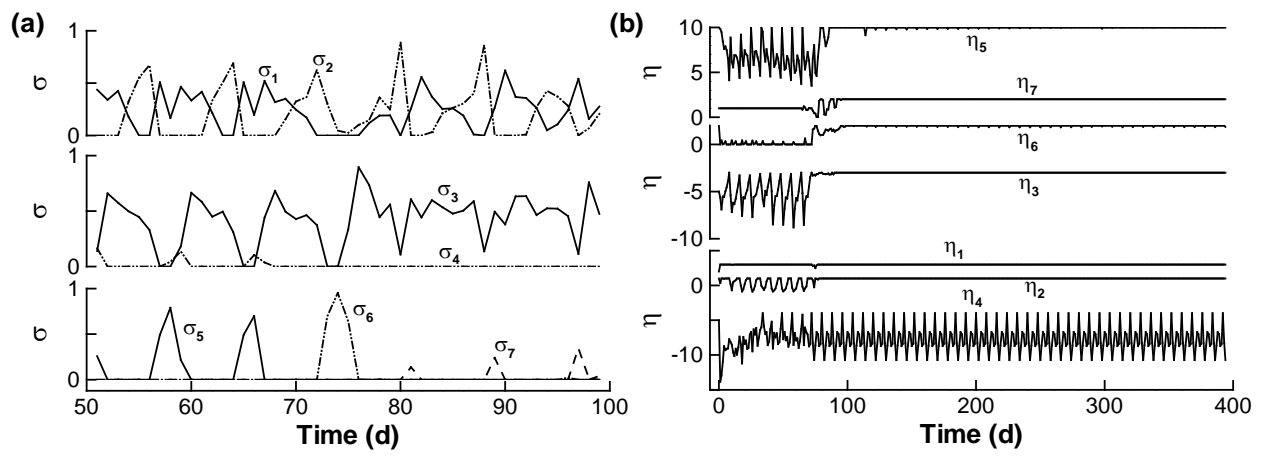 (a)
1
σ
σ₁
σ₂
0
1
σ
σ₃
σ₄
0
1
σ
σ₅
σ₆
σ₇
0
50 60 70 80 90 100
Time (d)
(b)
10
η
η₅
5
η₇
0
η₆
η
-5
η₃
-10
η₁
0
η₂
η₄
η
-10
0 100 200 300 400
Time (d)